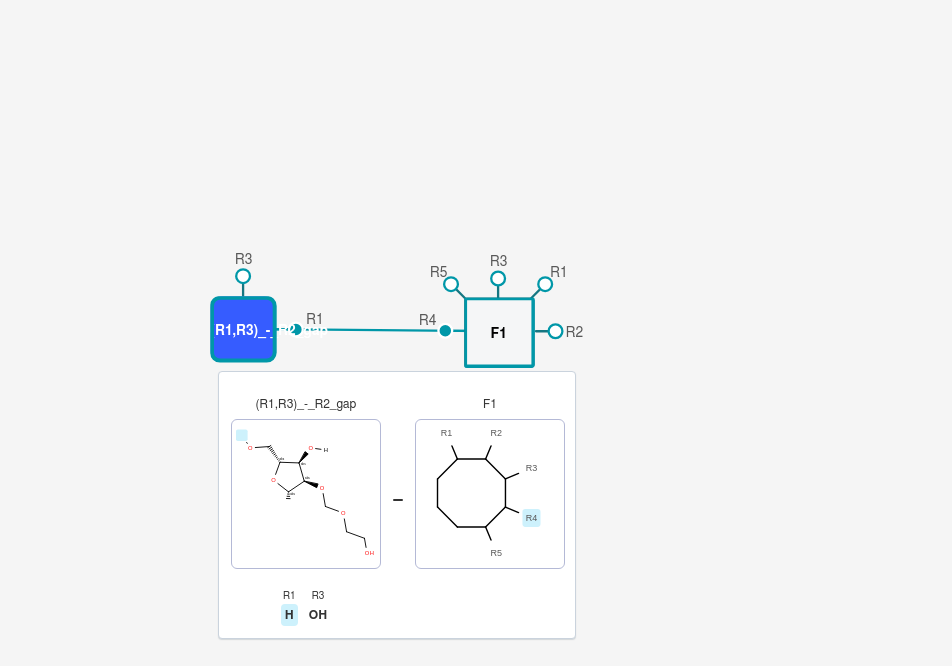 R3
R5
R3
R1
R1,R3)_-_R2_gap
R1
R4
F1
R2
(R1,R3)_-_R2_gap
F1
O
O
H
O
O
O
OH
R1
R2
R3
R4
R5
–
R1
R3
H
OH